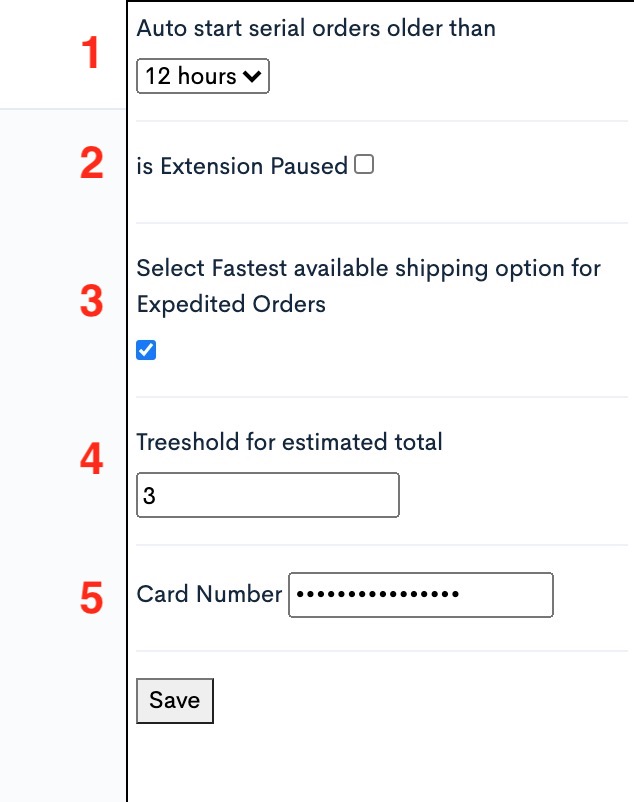 1
Auto start serial orders older than
12 hours
2
is Extension Paused
3
Select Fastest available shipping option for
Expedited Orders
4
Treeshold for estimated total
3
5
Card Number ••••••••••••••••
Save